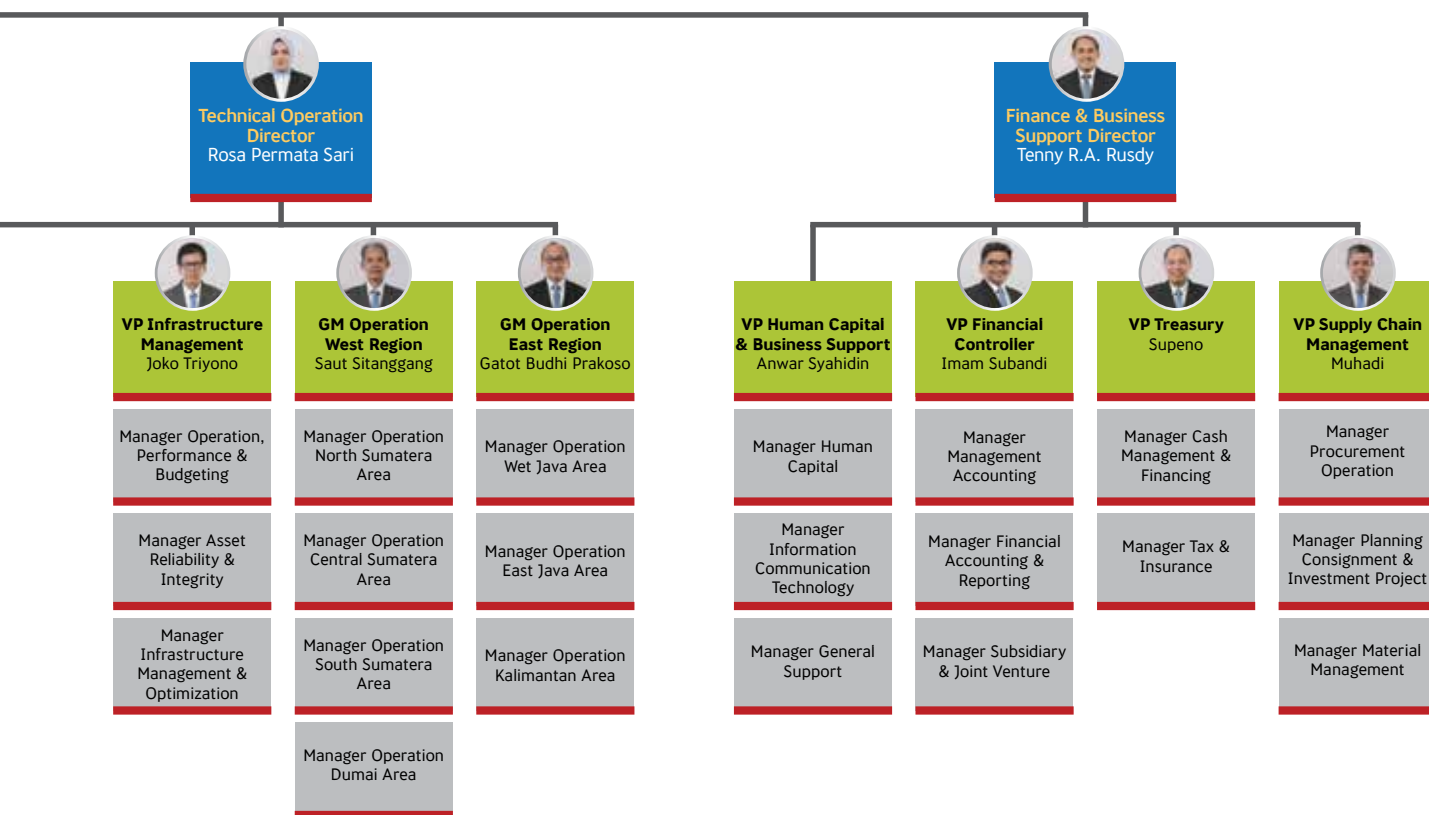 Technical Operation
Director
Rosa Permata Sari
Finance & Business
Support Director
Tenny R.A. Rusdy
VP Infrastructure
Management
Joko Triyono
GM Operation
West Region
Saut Sitanggang
GM Operation
East Region
Gatot Budhi Prakoso
VP Human Capital
& Business Support
Anwar Syahidin
VP Financial
Controller
Imam Subandi
VP Treasury
Supeno
VP Supply Chain
Management
Muhadi
Manager Operation,
Performance &
Budgeting
Manager Operation
North Sumatera
Area
Manager Operation
Wet Java Area
Manager Human
Capital
Manager
Management
Accounting
Manager Cash
Management &
Financing
Manager
Procurement
Operation
Manager Asset
Reliability &
Integrity
Manager Operation
Central Sumatera
Area
Manager Operation
East Java Area
Manager
Information
Communication
Technology
Manager Financial
Accounting &
Reporting
Manager Tax &
Insurance
Manager Planning
Consignment &
Investment Project
Manager
Infrastructure
Management &
Optimization
Manager Operation
South Sumatera
Area
Manager Operation
Kalimantan Area
Manager General
Support
Manager Subsidiary
& Joint Venture
Manager Material
Management
Manager Operation
Dumai Area